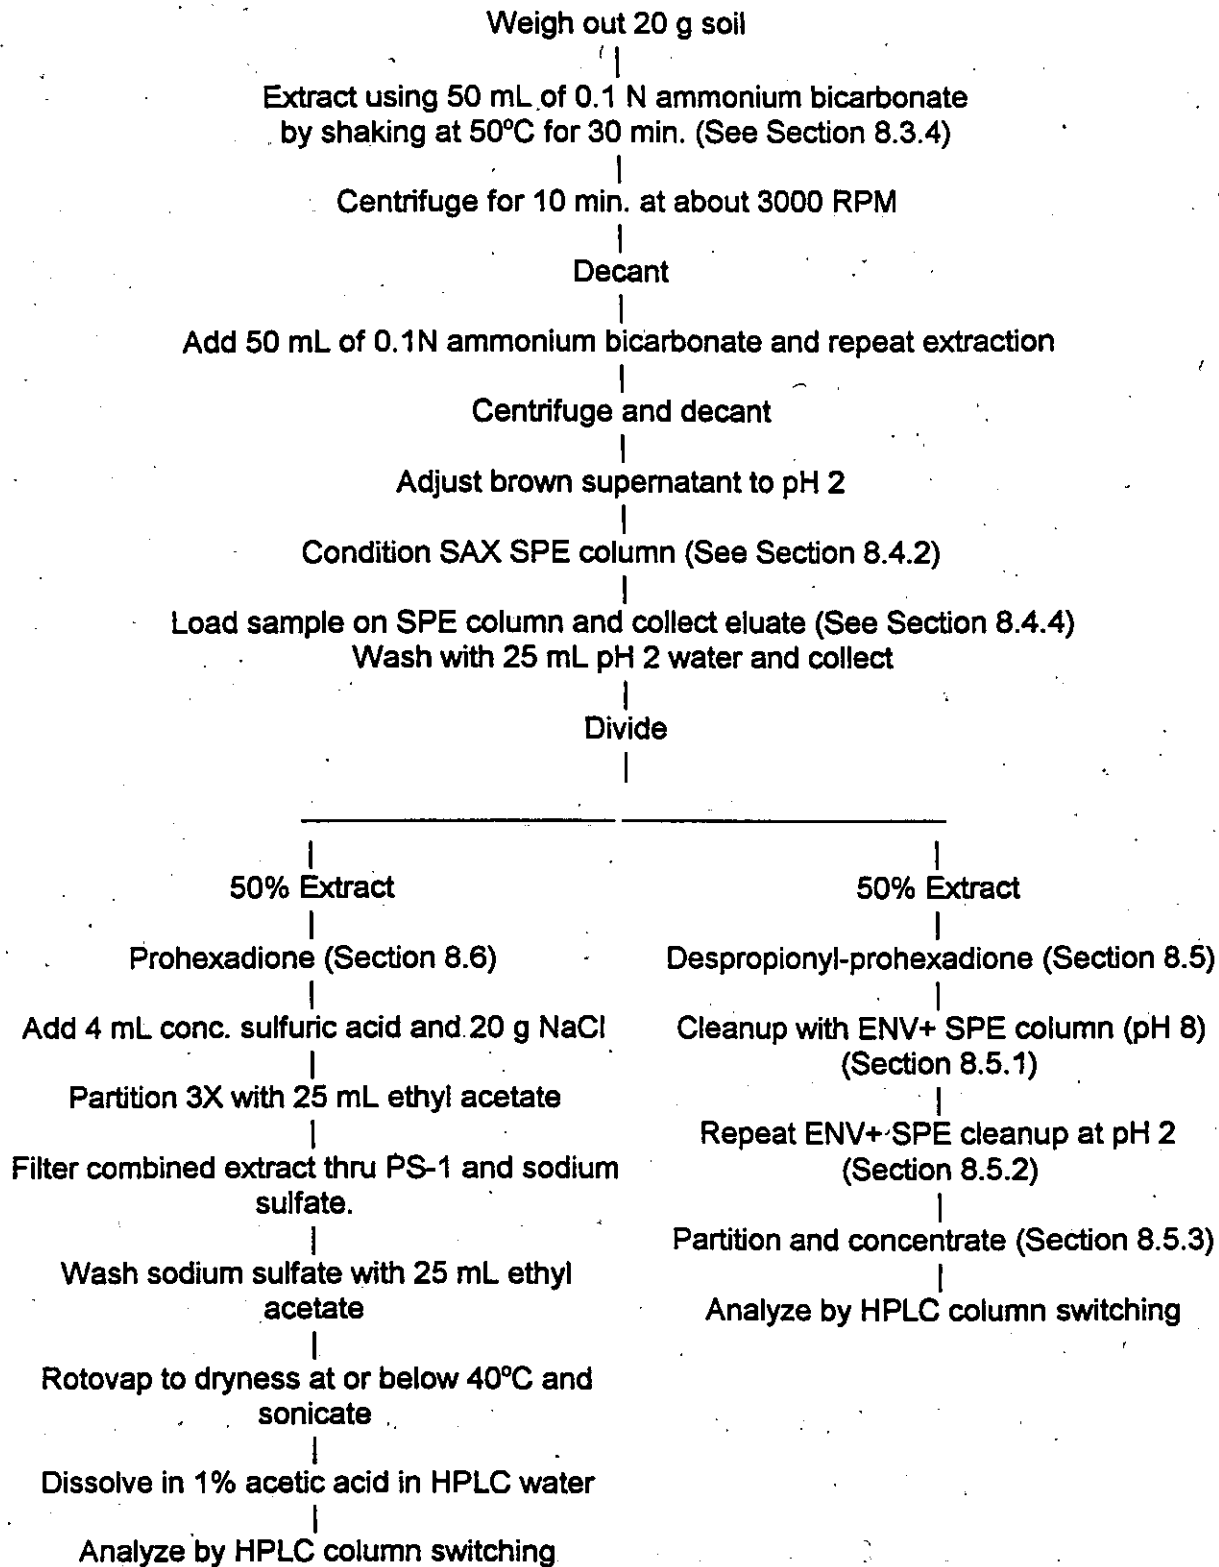 Weigh out 20 g soil
Extract using 50 mL of 0.1 N ammonium bicarbonate
by shaking at 50°C for 30 min. (See Section 8.3.4)
Centrifuge for 10 min. at about 3000 RPM
Decant
Add 50 mL of 0.1N ammonium bicarbonate and repeat extraction
Centrifuge and decant
Adjust brown supernatant to pH 2
Condition SAX SPE column (See Section 8.4.2)
Load sample on SPE column and collect eluate (See Section 8.4.4)
Wash with 25 mL pH 2 water and collect
Divide
50% Extract
Prohexadione (Section 8.6)
Add 4 mL conc. sulfuric acid and 20 g NaCl
Partition 3X with 25 mL ethyl acetate
Filter combined extract thru PS-1 and sodium
sulfate.
Wash sodium sulfate with 25 mL ethyl
acetate
Rotovap to dryness at or below 40°C and
sonicate
Dissolve in 1% acetic acid in HPLC water
Analyze by HPLC column switching
50% Extract
Despropionyl-prohexadione (Section 8.5)
Cleanup with ENV+ SPE column (pH 8)
(Section 8.5.1)
Repeat ENV+ SPE cleanup at pH 2
(Section 8.5.2)
Partition and concentrate (Section 8.5.3)
Analyze by HPLC column switching